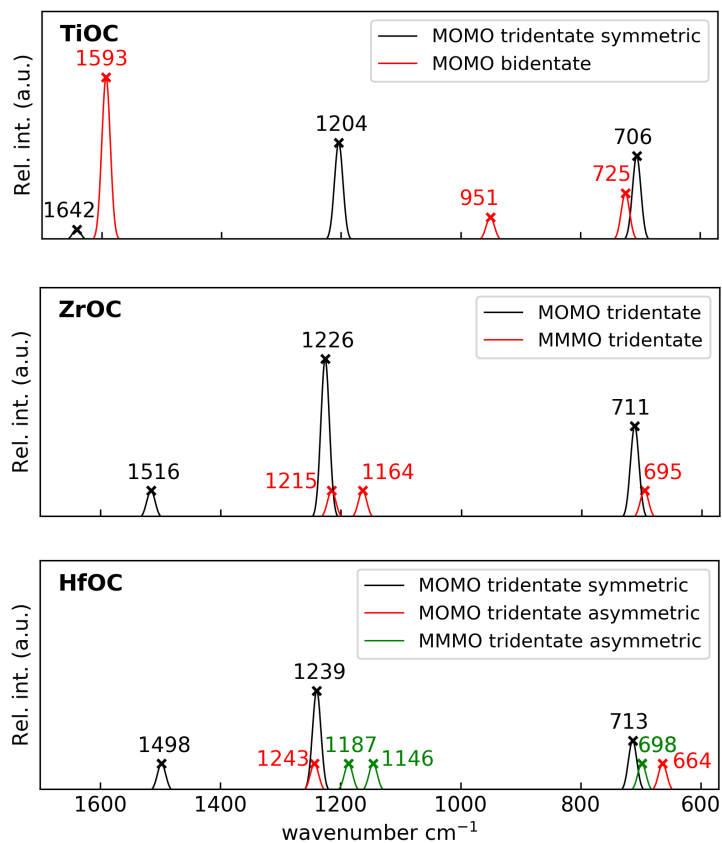 TiOC
MOMO tridentate symmetric
MOMO bidentate
1593
1204
706
725
951
1642
Rel. int. (a.u.)
ZrOC
MOMO tridentate
MMMO tridentate
1226
711
1516
1215
1164
695
Rel. int. (a.u.)
HfOC
MOMO tridentate symmetric
MOMO tridentate asymmetric
MMMO tridentate asymmetric
1239
713
1498
1243
1187
1146
698
664
Rel. int. (a.u.)
1600 1400 1200 1000 800 600
wavenumber cm⁻¹